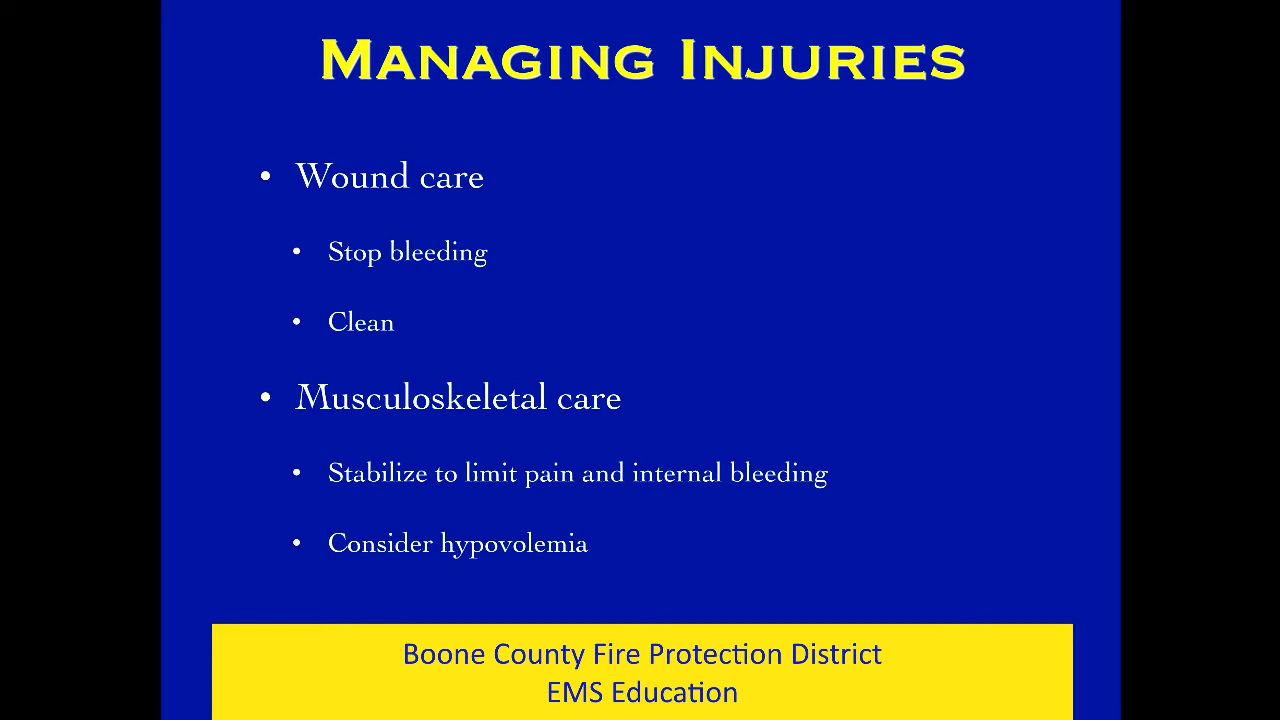 Managing Injuries
• Wound care
• Stop bleeding
• Clean
• Musculoskeletal care
• Stabilize to limit pain and internal bleeding
• Consider hypovolemia
Boone County Fire Protection District
EMS Education